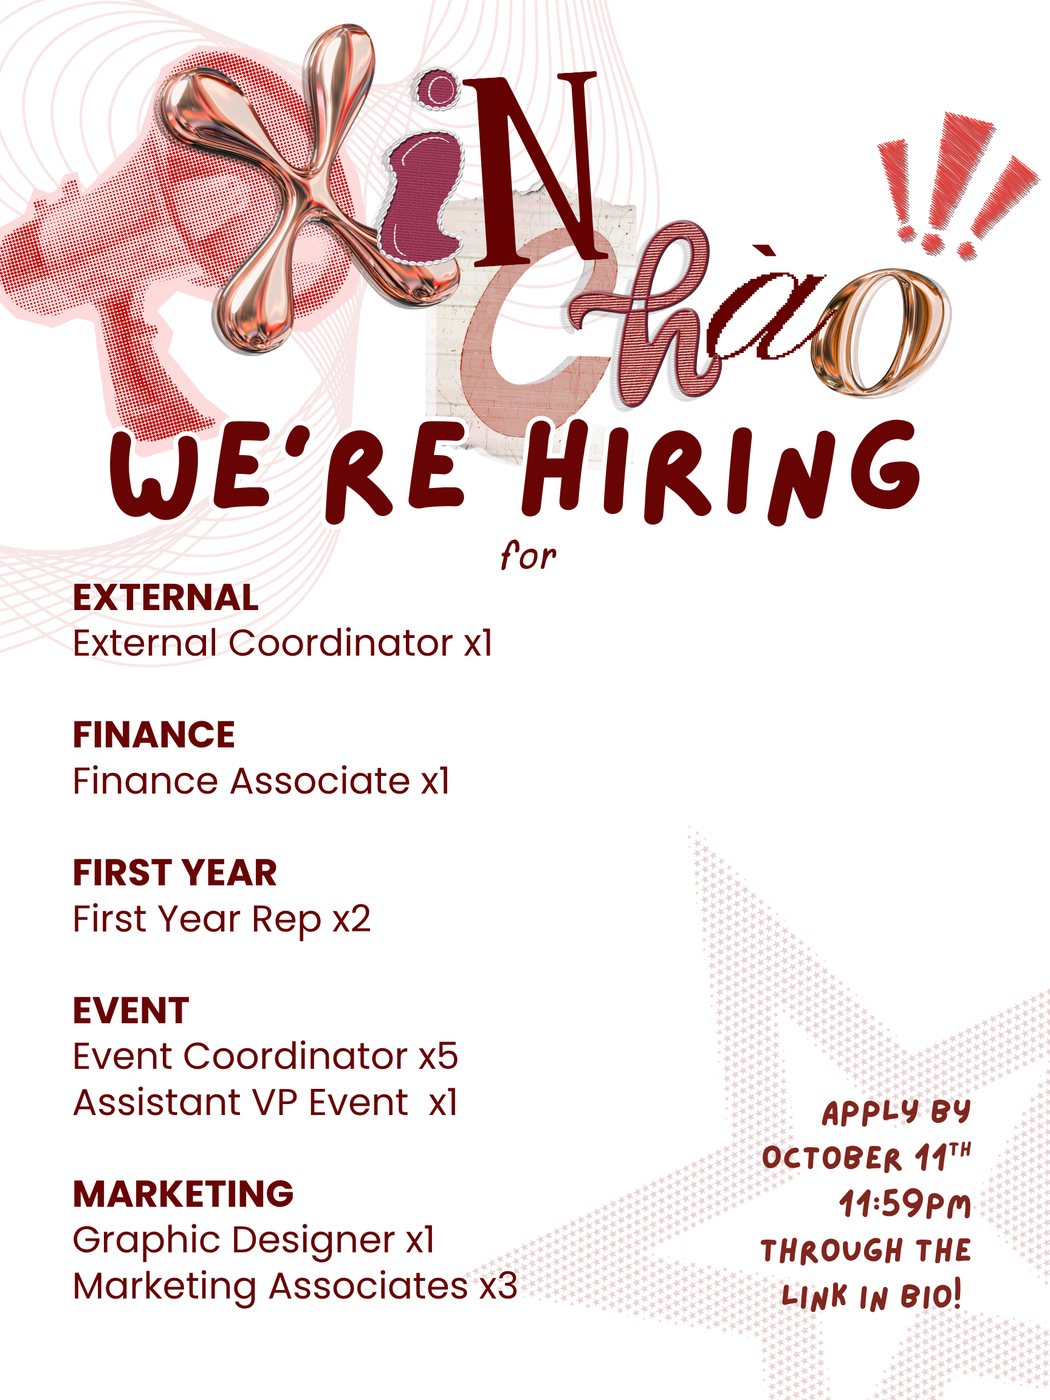 XiN
Chào!!!
WE'RE HIRING
for
EXTERNAL
External Coordinator x1
FINANCE
Finance Associate x1
FIRST YEAR
First Year Rep x2
EVENT
Event Coordinator x5
Assistant VP Event x1
MARKETING
Graphic Designer x1
Marketing Associates x3
APPLY BY
OCTOBER 11TH
11:59PM
THROUGH THE
LINK IN BIO!